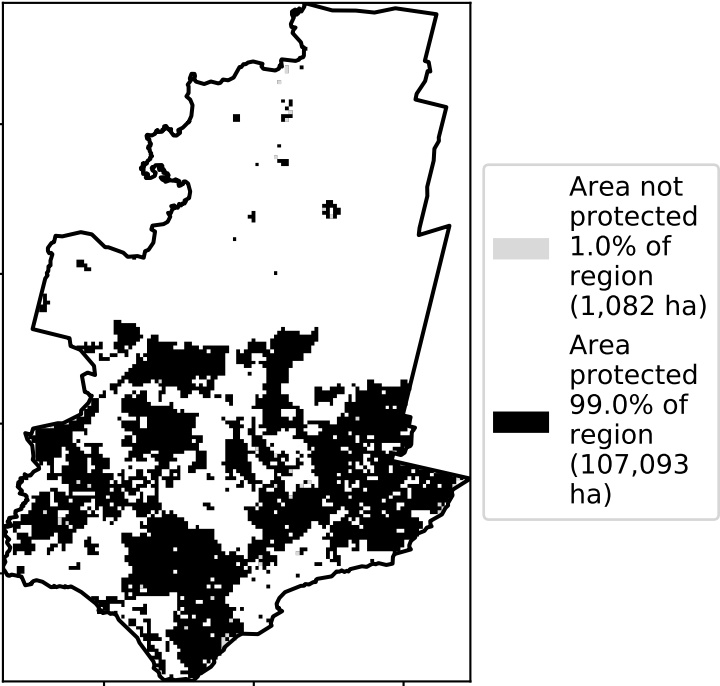 Area not
protected
1.0% of
region
(1,082 ha)
Area
protected
99.0% of
region
(107,093
ha)